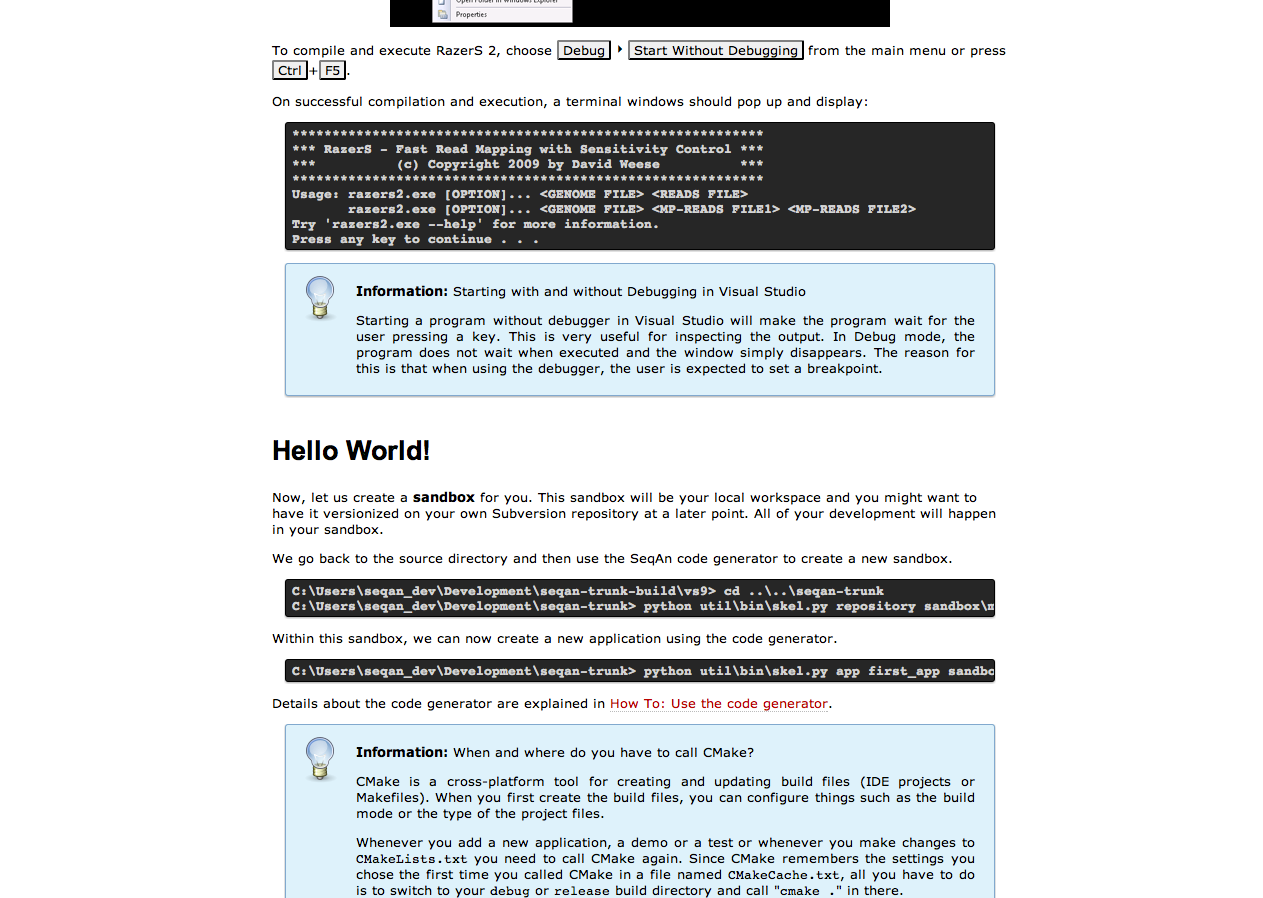 Open Folder in Windows Explorer
Properties
To compile and execute RazerS 2, choose Debug ‣ Start Without Debugging from the main menu or press
Ctrl+F5.
On successful compilation and execution, a terminal windows should pop up and display:
***********************************************************
*** RazerS - Fast Read Mapping with Sensitivity Control ***
***          (c) Copyright 2009 by David Weese          ***
***********************************************************
Usage: razers2.exe [OPTION]... <GENOME FILE> <READS FILE>
       razers2.exe [OPTION]... <GENOME FILE> <MP-READS FILE1> <MP-READS FILE2>
Try 'razers2.exe --help' for more information.
Press any key to continue . . .
Information: Starting with and without Debugging in Visual Studio
Starting a program without debugger in Visual Studio will make the program wait for the
user pressing a key. This is very useful for inspecting the output. In Debug mode, the
program does not wait when executed and the window simply disappears. The reason for
this is that when using the debugger, the user is expected to set a breakpoint.
Hello World!
Now, let us create a sandbox for you. This sandbox will be your local workspace and you might want to
have it versionized on your own Subversion repository at a later point. All of your development will happen
in your sandbox.
We go back to the source directory and then use the SeqAn code generator to create a new sandbox.
C:\Users\seqan_dev\Development\seqan-trunk-build\vs9> cd ..\..\seqan-trunk
C:\Users\seqan_dev\Development\seqan-trunk> python util\bin\skel.py repository sandbox\m
Within this sandbox, we can now create a new application using the code generator.
C:\Users\seqan_dev\Development\seqan-trunk> python util\bin\skel.py app first_app sandbo
Details about the code generator are explained in How To: Use the code generator.
Information: When and where do you have to call CMake?
CMake is a cross-platform tool for creating and updating build files (IDE projects or
Makefiles). When you first create the build files, you can configure things such as the build
mode or the type of the project files.
Whenever you add a new application, a demo or a test or whenever you make changes to
CMakeLists.txt you need to call CMake again. Since CMake remembers the settings you
chose the first time you called CMake in a file named CMakeCache.txt, all you have to do
is to switch to your debug or release build directory and call "cmake ." in there.